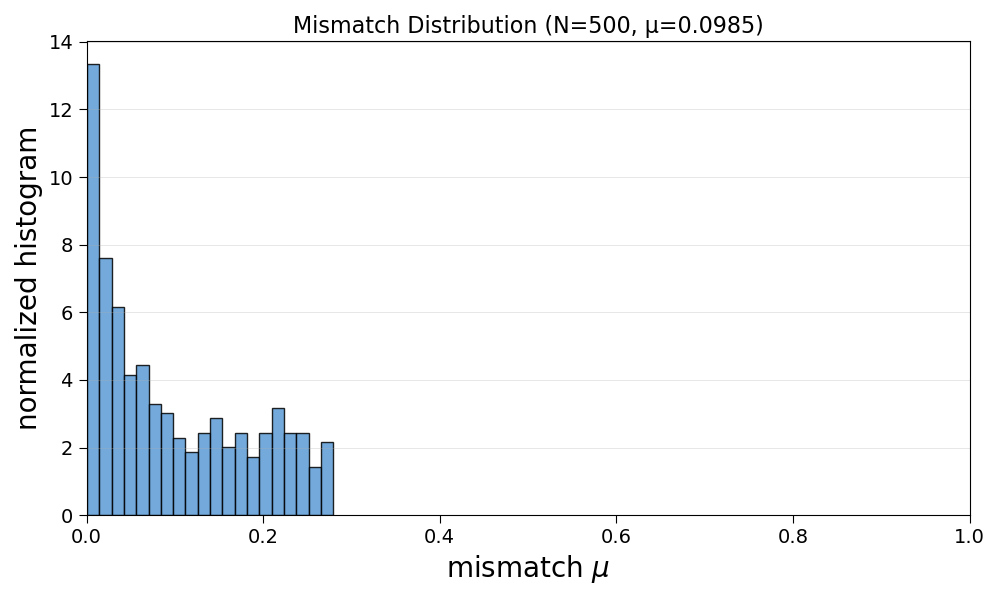 Mismatch Distribution (N=500, μ=0.0985)
normalized histogram
14
12
10
8
6
4
2
0
0.0 0.2 0.4 0.6 0.8 1.0
mismatch μ